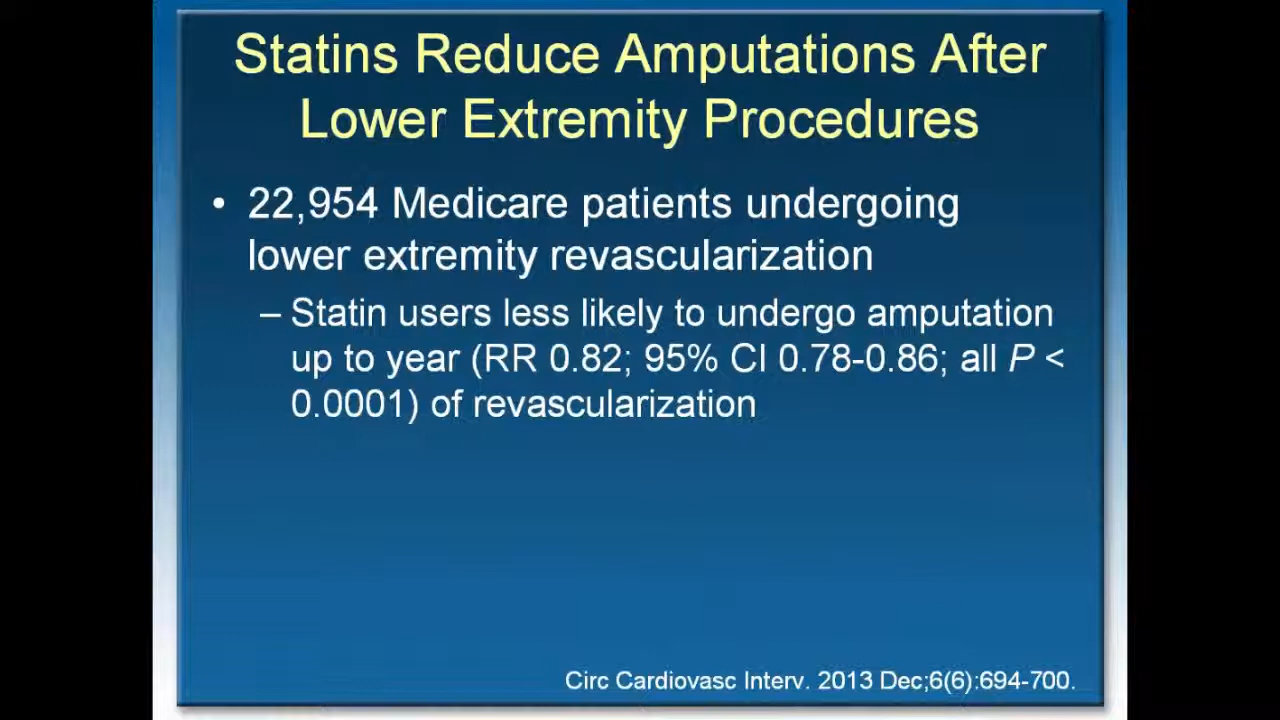 Statins Reduce Amputations After
Lower Extremity Procedures
• 22,954 Medicare patients undergoing
lower extremity revascularization
– Statin users less likely to undergo amputation
up to year (RR 0.82; 95% CI 0.78-0.86; all P <
0.0001) of revascularization
Circ Cardiovasc Interv. 2013 Dec;6(6):694-700.